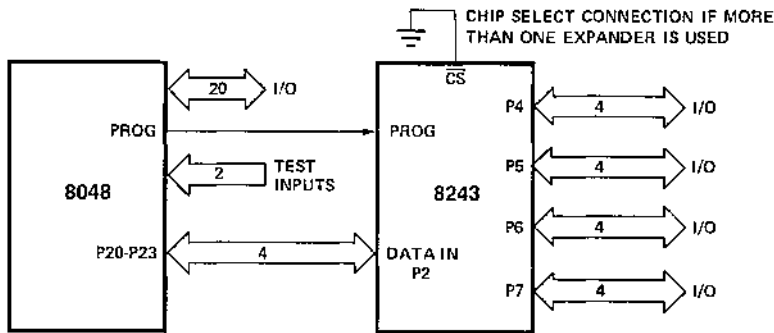 CHIP SELECT CONNECTION IF MORE
THAN ONE EXPANDER IS USED
CS
20
I/O
P4
4
I/O
PROG
PROG
2
TEST
INPUTS
P5
4
I/O
8048
8243
P6
4
I/O
P20-P23
4
DATA IN
P2
P7
4
I/O